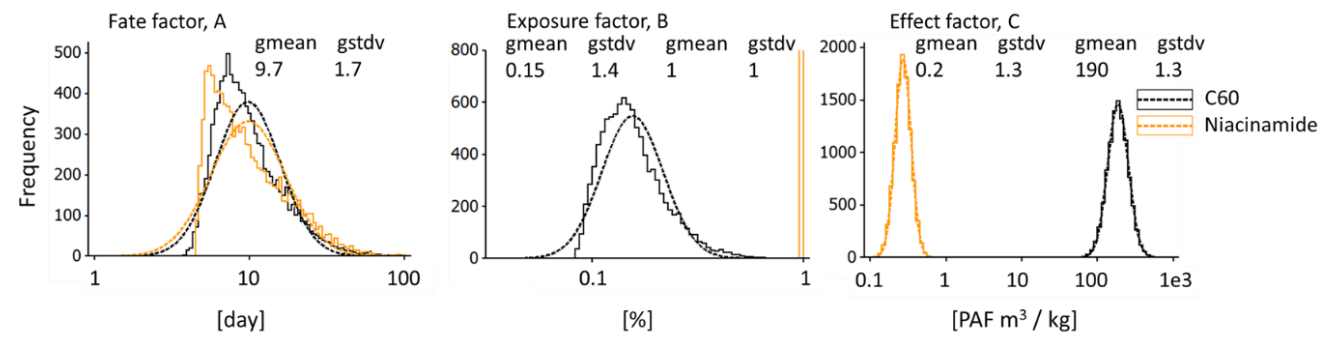 Fate factor, A
gmean gstdv
9.7 1.7
500
400
300
200
100
0
Frequency
1 10 100
[day]
Exposure factor, B
gmean gstdv gmean gstdv
0.15 1.4 1 1
800
600
400
200
0
0.1 1
[%]
Effect factor, C
gmean gstdv gmean gstdv
0.2 1.3 190 1.3
2000
1500
1000
500
0
0.1 1 10 100 1e3
[PAF m³ / kg]
C60
Niacinamide